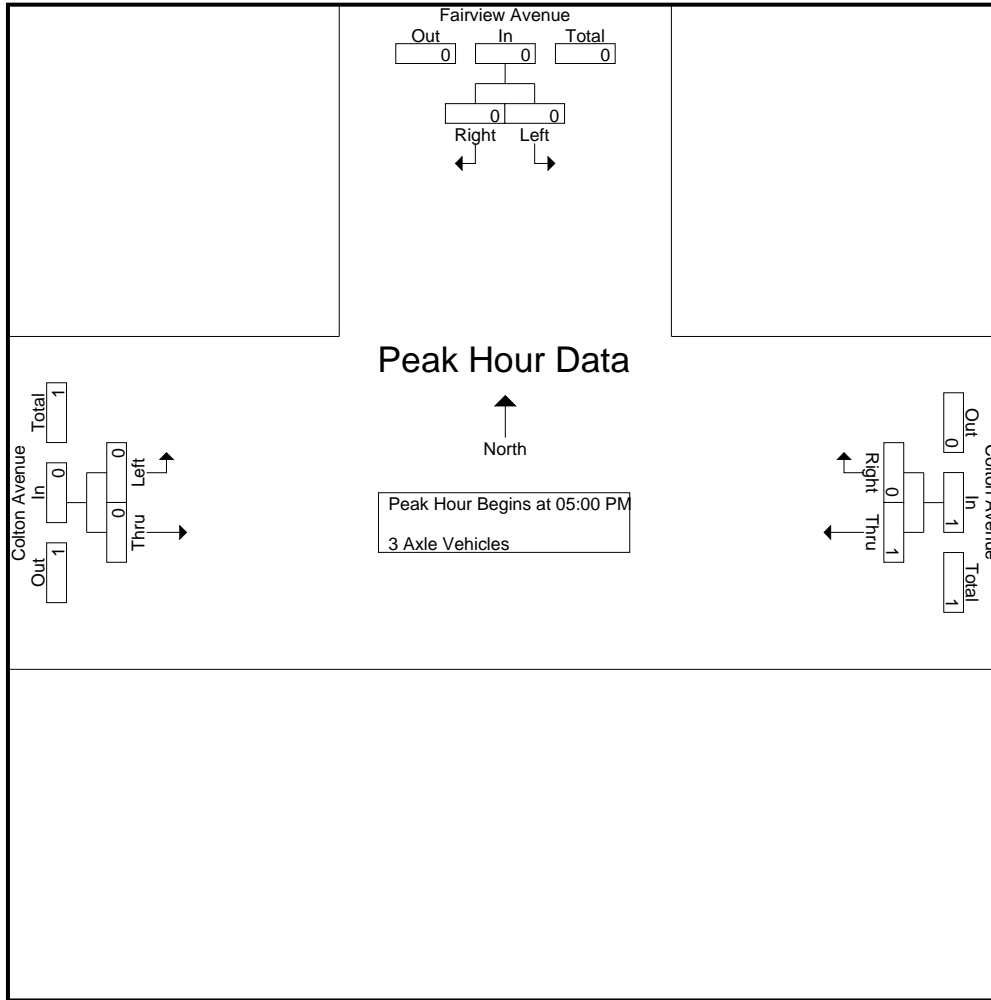 Fairview Avenue
Out In Total
0 0 0
0 0
Right Left
Peak Hour Data
North
Peak Hour Begins at 05:00 PM
3 Axle Vehicles
Colton Avenue
Total In Out
1 0 1
0 0
Left Thru
Colton Avenue
Out In Total
0 1 1
0 1
Right Thru